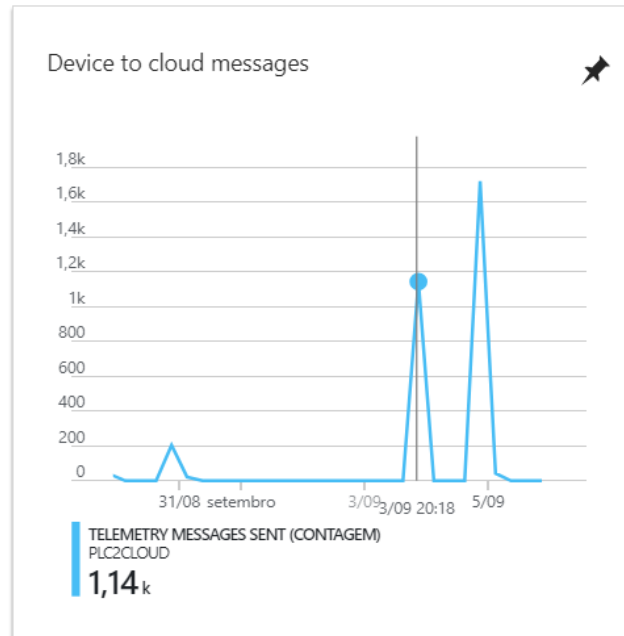 Device to cloud messages
1,8k
1,6k
1,4k
1,2k
1k
800
600
400
200
0
31/08 setembro 3/09 3/09 20:18 5/09
TELEMETRY MESSAGES SENT (CONTAGEM)
PLC2CLOUD
1,14 k